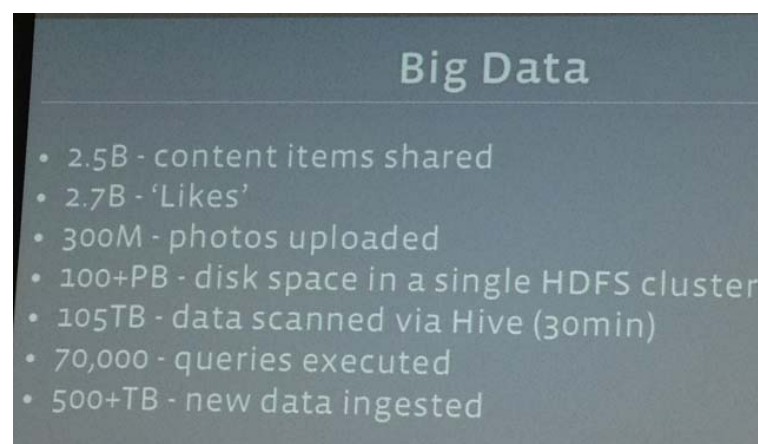 Big Data
• 2.5B - content items shared
• 2.7B - ‘Likes’
• 300M - photos uploaded
• 100+PB - disk space in a single HDFS cluster
• 105TB - data scanned via Hive (30min)
• 70,000 - queries executed
• 500+TB - new data ingested